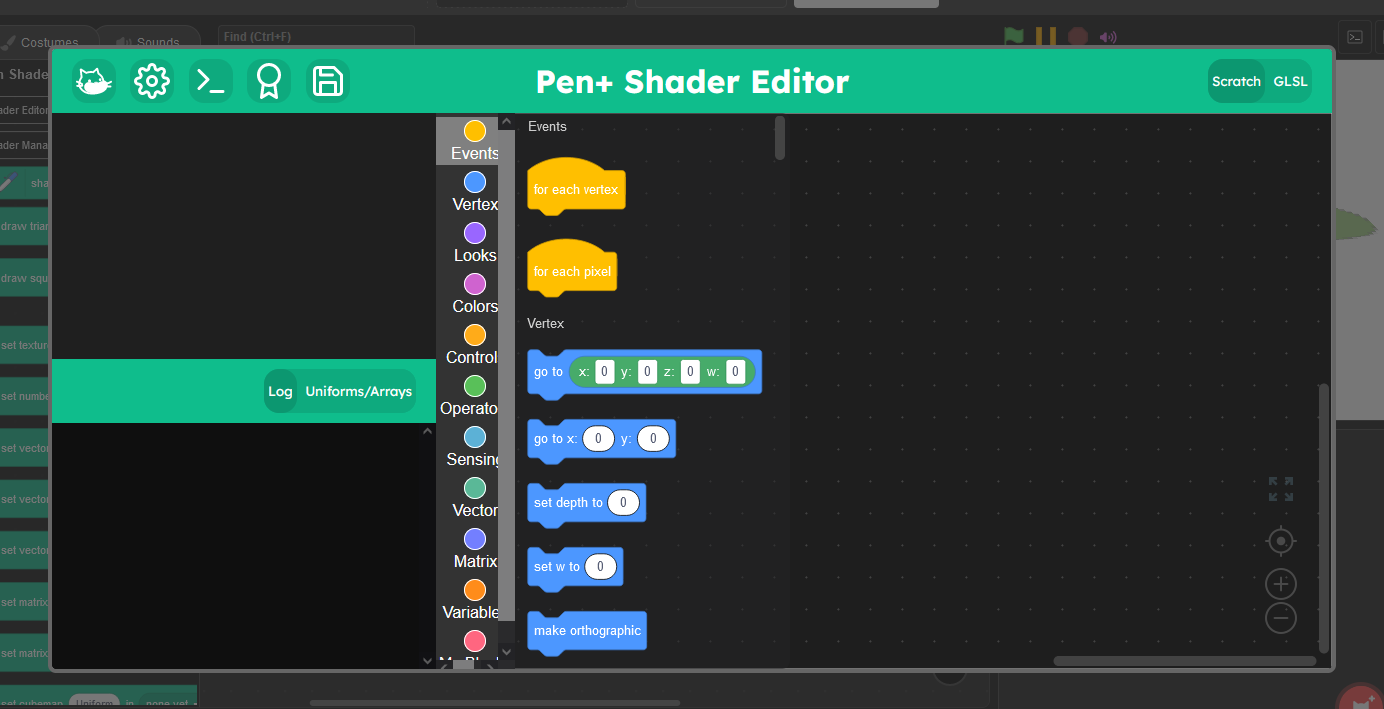 Costumes
Sounds
Find (Ctrl+F)
Pen+ Shader Editor
Scratch
GLSL
n Shade
ader Editor
ader Mana
sha
draw trian
draw squ
set textur
set numbe
set vecto
set vecto
set vecto
set matrix
set matrix
set cubemap Uniform in none yet
Log
Uniforms/Arrays
Events
Vertex
Looks
Colors
Control
Operato
Sensing
Vector
Matrix
Variable
Events
for each vertex
for each pixel
Vertex
go to x: 0 y: 0 z: 0 w: 0
go to x: 0 y: 0
set depth to 0
set w to 0
make orthographic